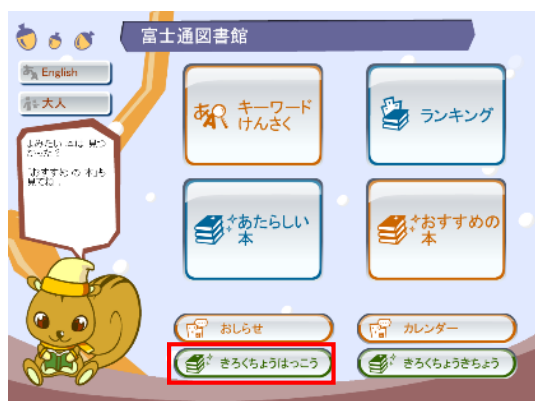 富士通図書館
English
大人
あA キーワード
けんさく
ランキング
よみたい 本は 見つ
かった？
「おすすめ の 本」も
見てね。
あたらしい
本
おすすめの
本
おしらせ
カレンダー
きろくちょうはっこう
きろくちょうきちょう